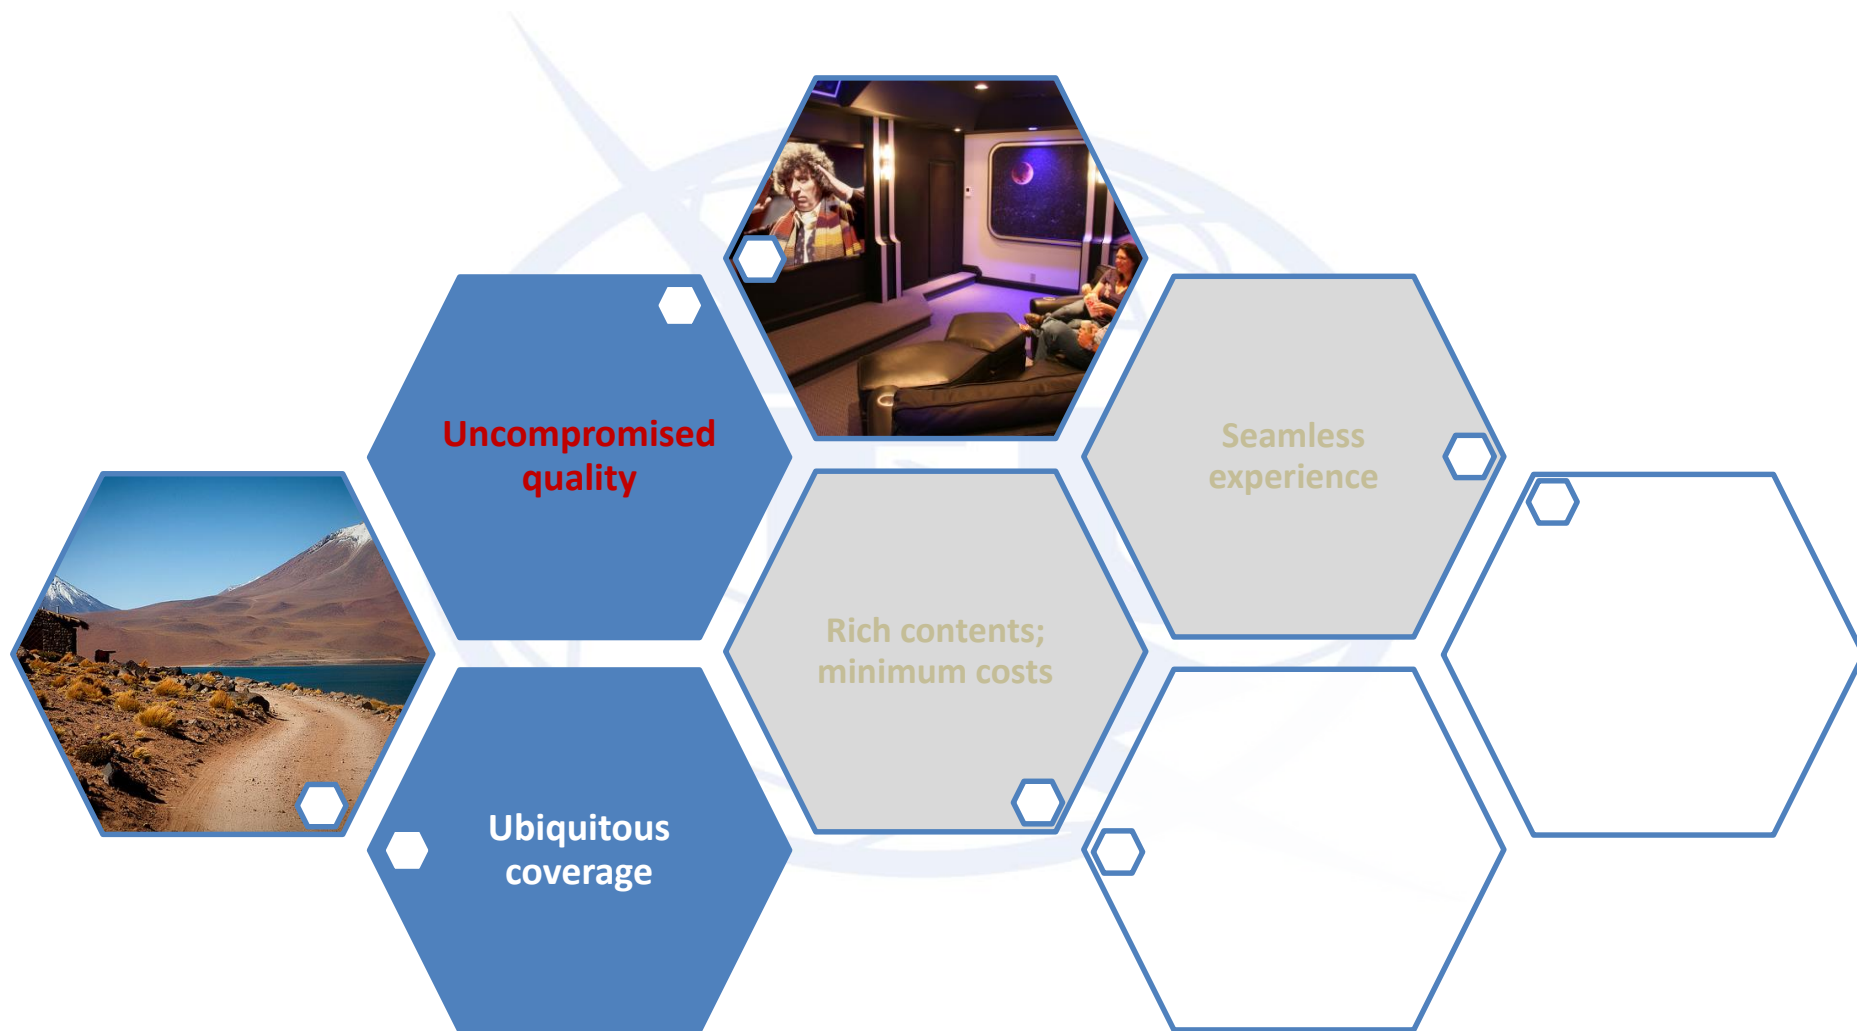 Uncompromised
quality
Seamless
experience
Rich contents;
minimum costs
Ubiquitous
coverage